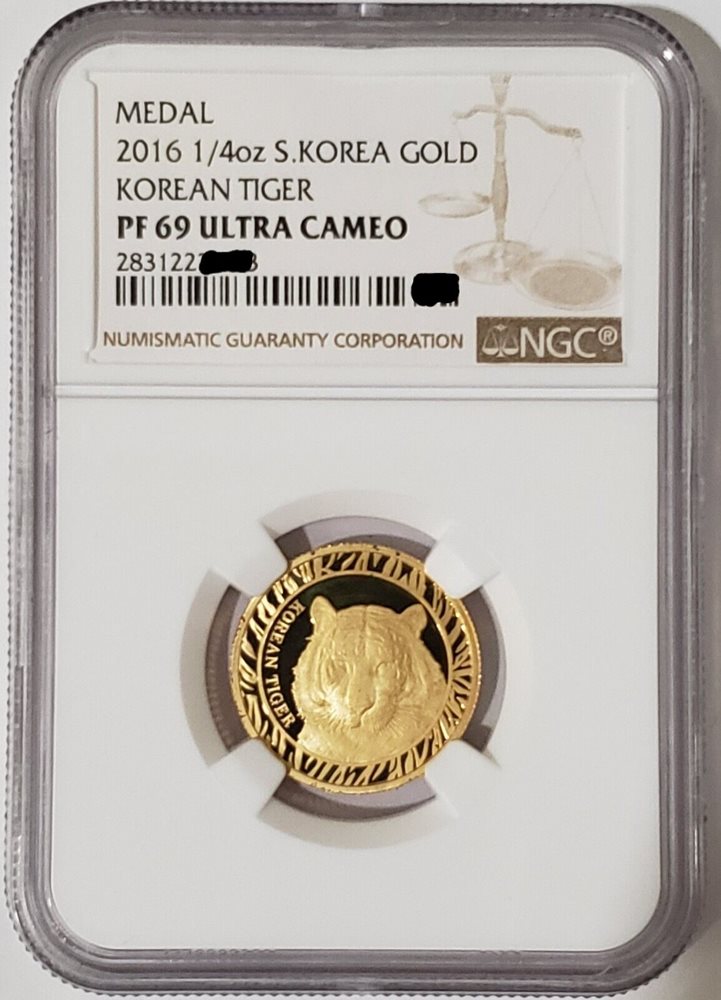 MEDAL
2016 1/4oz S.KOREA GOLD
KOREAN TIGER
PF 69 ULTRA CAMEO
NUMISMATIC GUARANTY CORPORATION
NGC®
KOREAN TIGER